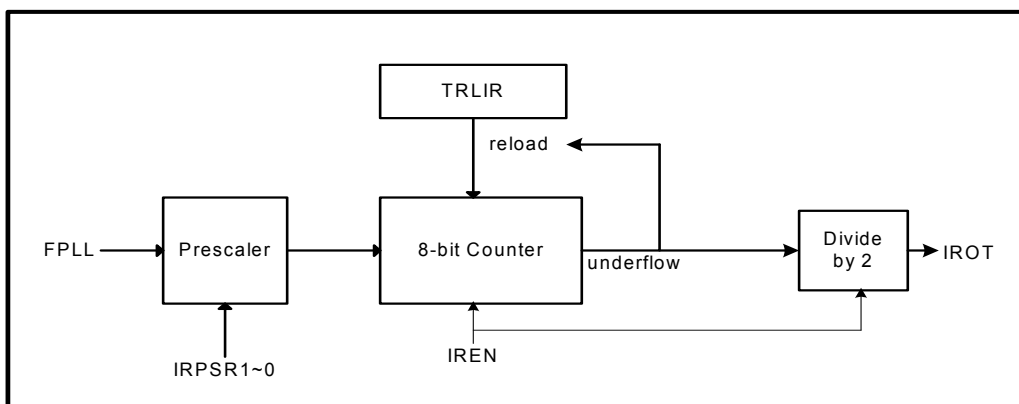 TRLIR
reload
FPLL
Prescaler
8-bit Counter
underflow
Divide
by 2
IROT
IREN
IRPSR1~0